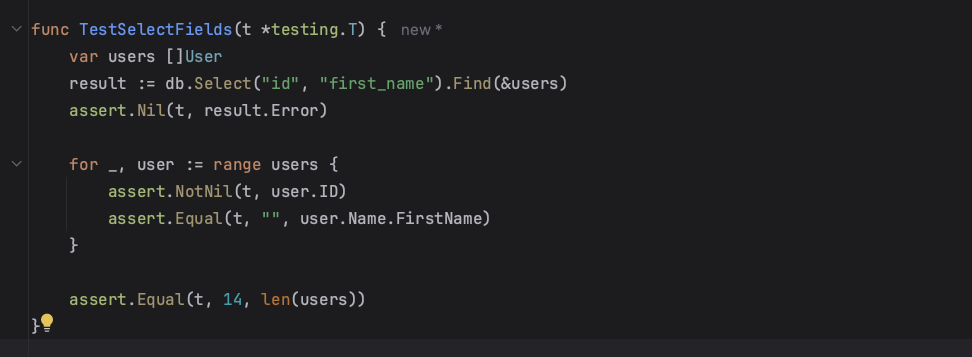 func TestSelectFields(t *testing.T) { new *
    var users []User
    result := db.Select("id", "first_name").Find(&users)
    assert.Nil(t, result.Error)

    for _, user := range users {
        assert.NotNil(t, user.ID)
        assert.Equal(t, "", user.Name.FirstName)
    }

    assert.Equal(t, 14, len(users))
}